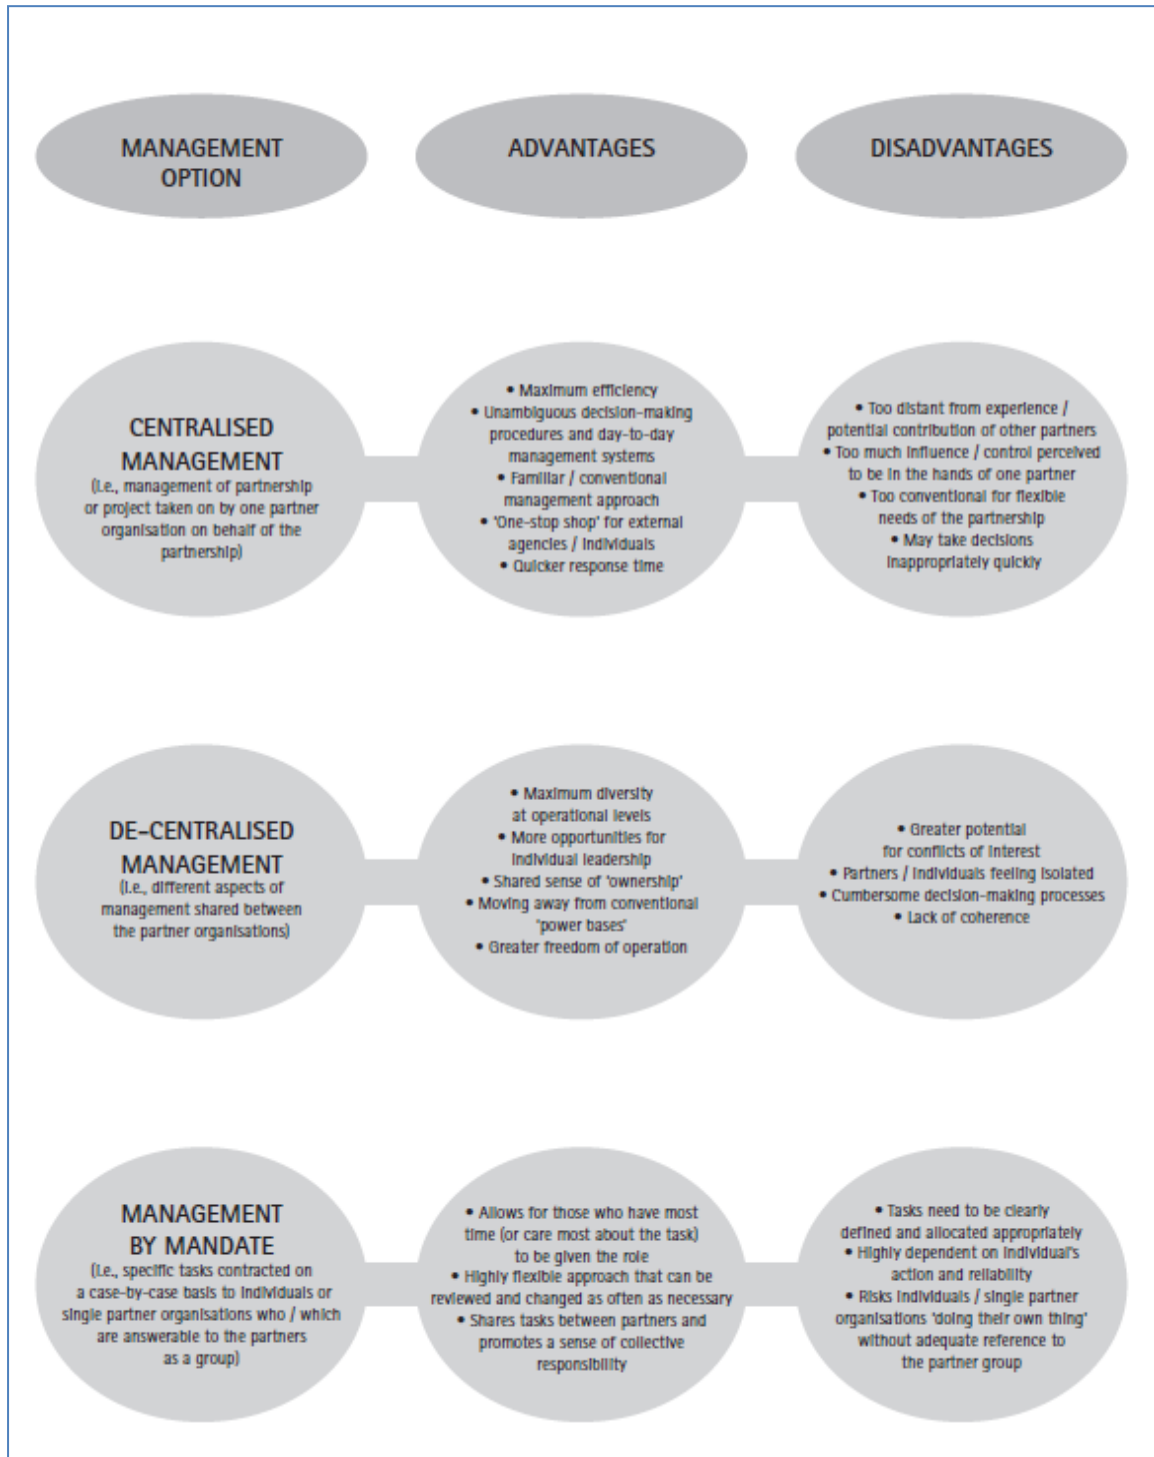 MANAGEMENT
OPTION
ADVANTAGES
DISADVANTAGES
CENTRALISED
MANAGEMENT
(i.e., management of partnership
or project taken on by one partner
organisation on behalf of the
partnership)
• Maximum efficiency
• Unambiguous decision-making
procedures and day-to-day
management systems
• Familiar / conventional
management approach
• 'One-stop shop' for external
agencies / individuals
• Quicker response time
• Too distant from experience /
potential contribution of other partners
• Too much influence / control perceived
to be in the hands of one partner
• Too conventional for flexible
needs of the partnership
• May take decisions
inappropriately quickly
DE-CENTRALISED
MANAGEMENT
(i.e., different aspects of
management shared between
the partner organisations)
• Maximum diversity
at operational levels
• More opportunities for
individual leadership
• Shared sense of 'ownership'
• Moving away from conventional
'power bases'
• Greater freedom of operation
• Greater potential
for conflicts of interest
• Partners / individuals feeling isolated
• Cumbersome decision-making processes
• Lack of coherence
MANAGEMENT
BY MANDATE
(i.e., specific tasks contracted on
a case-by-case basis to individuals or
single partner organisations who / which
are answerable to the partners
as a group)
• Allows for those who have most
time (or care most about the task)
to be given the role
• Highly flexible approach that can be
reviewed and changed as often as necessary
• Shares tasks between partners and
promotes a sense of collective
responsibility
• Tasks need to be clearly
defined and allocated appropriately
• Highly dependent on individual's
action and reliability
• Risks individuals / single partner
organisations 'doing their own thing'
without adequate reference to
the partner group